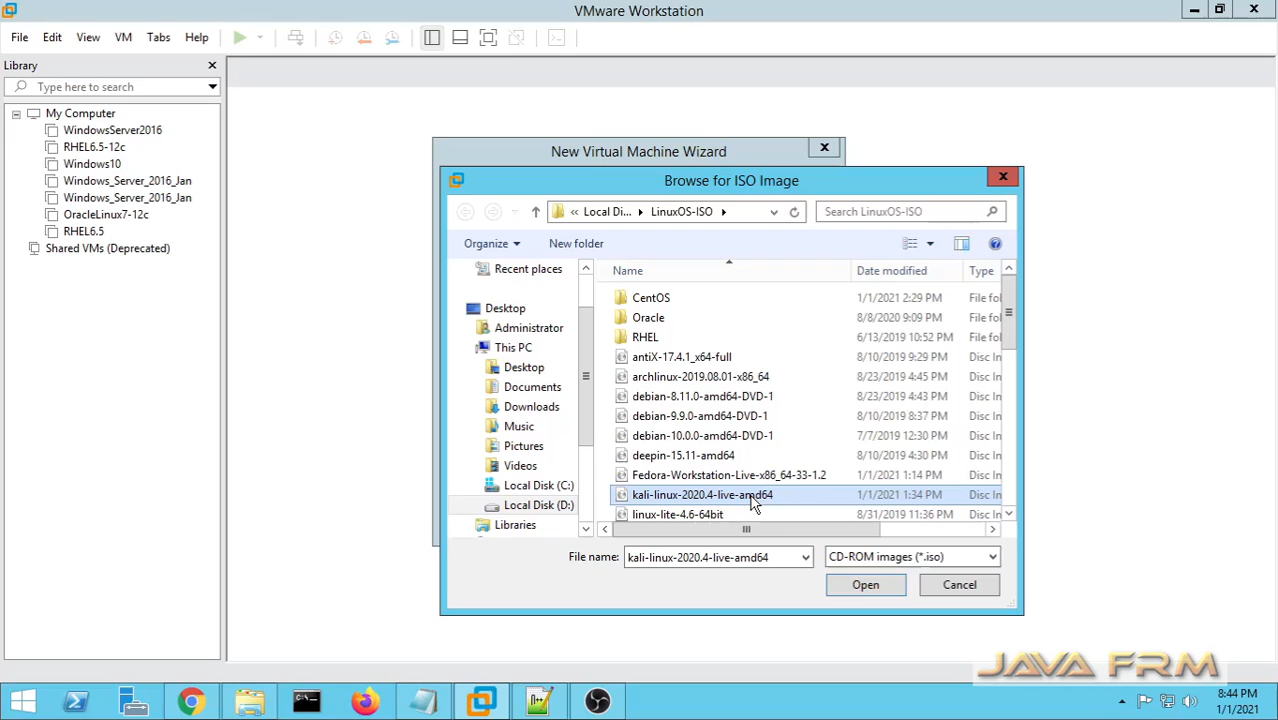 VMware Workstation
File Edit View VM Tabs Help
Library
Type here to search
My Computer
WindowsServer2016
RHEL6.5-12c
Windows10
Windows_Server_2016_Jan
Windows_Server_2016_Jan
OracleLinux7-12c
RHEL6.5
Shared VMs (Deprecated)
New Virtual Machine Wizard
Browse for ISO Image
« Local Di... LinuxOS-ISO
Search LinuxOS-ISO
Organize New folder
Recent places
Desktop
Administrator
This PC
Desktop
Documents
Downloads
Music
Pictures
Videos
Local Disk (C:)
Local Disk (D:)
Libraries
Name Date modified Type
CentOS 1/1/2021 2:29 PM File fol
Oracle 8/8/2020 9:09 PM File fol
RHEL 6/13/2019 10:52 PM File fol
antiX-17.4.1_x64-full 8/10/2019 9:29 PM Disc In
archlinux-2019.08.01-x86_64 8/23/2019 4:45 PM Disc In
debian-8.11.0-amd64-DVD-1 8/23/2019 4:43 PM Disc In
debian-9.9.0-amd64-DVD-1 8/10/2019 8:37 PM Disc In
debian-10.0.0-amd64-DVD-1 7/7/2019 12:30 PM Disc In
deepin-15.11-amd64 8/10/2019 4:30 PM Disc In
Fedora-Workstation-Live-x86_64-33-1.2 1/1/2021 1:14 PM Disc In
kali-linux-2020.4-live-amd64 1/1/2021 1:34 PM Disc In
linux-lite-4.6-64bit 8/31/2019 11:36 PM Disc In
File name: kali-linux-2020.4-live-amd64 CD-ROM images (*.iso)
Open Cancel
JAVA FRM
8:44 PM
1/1/2021